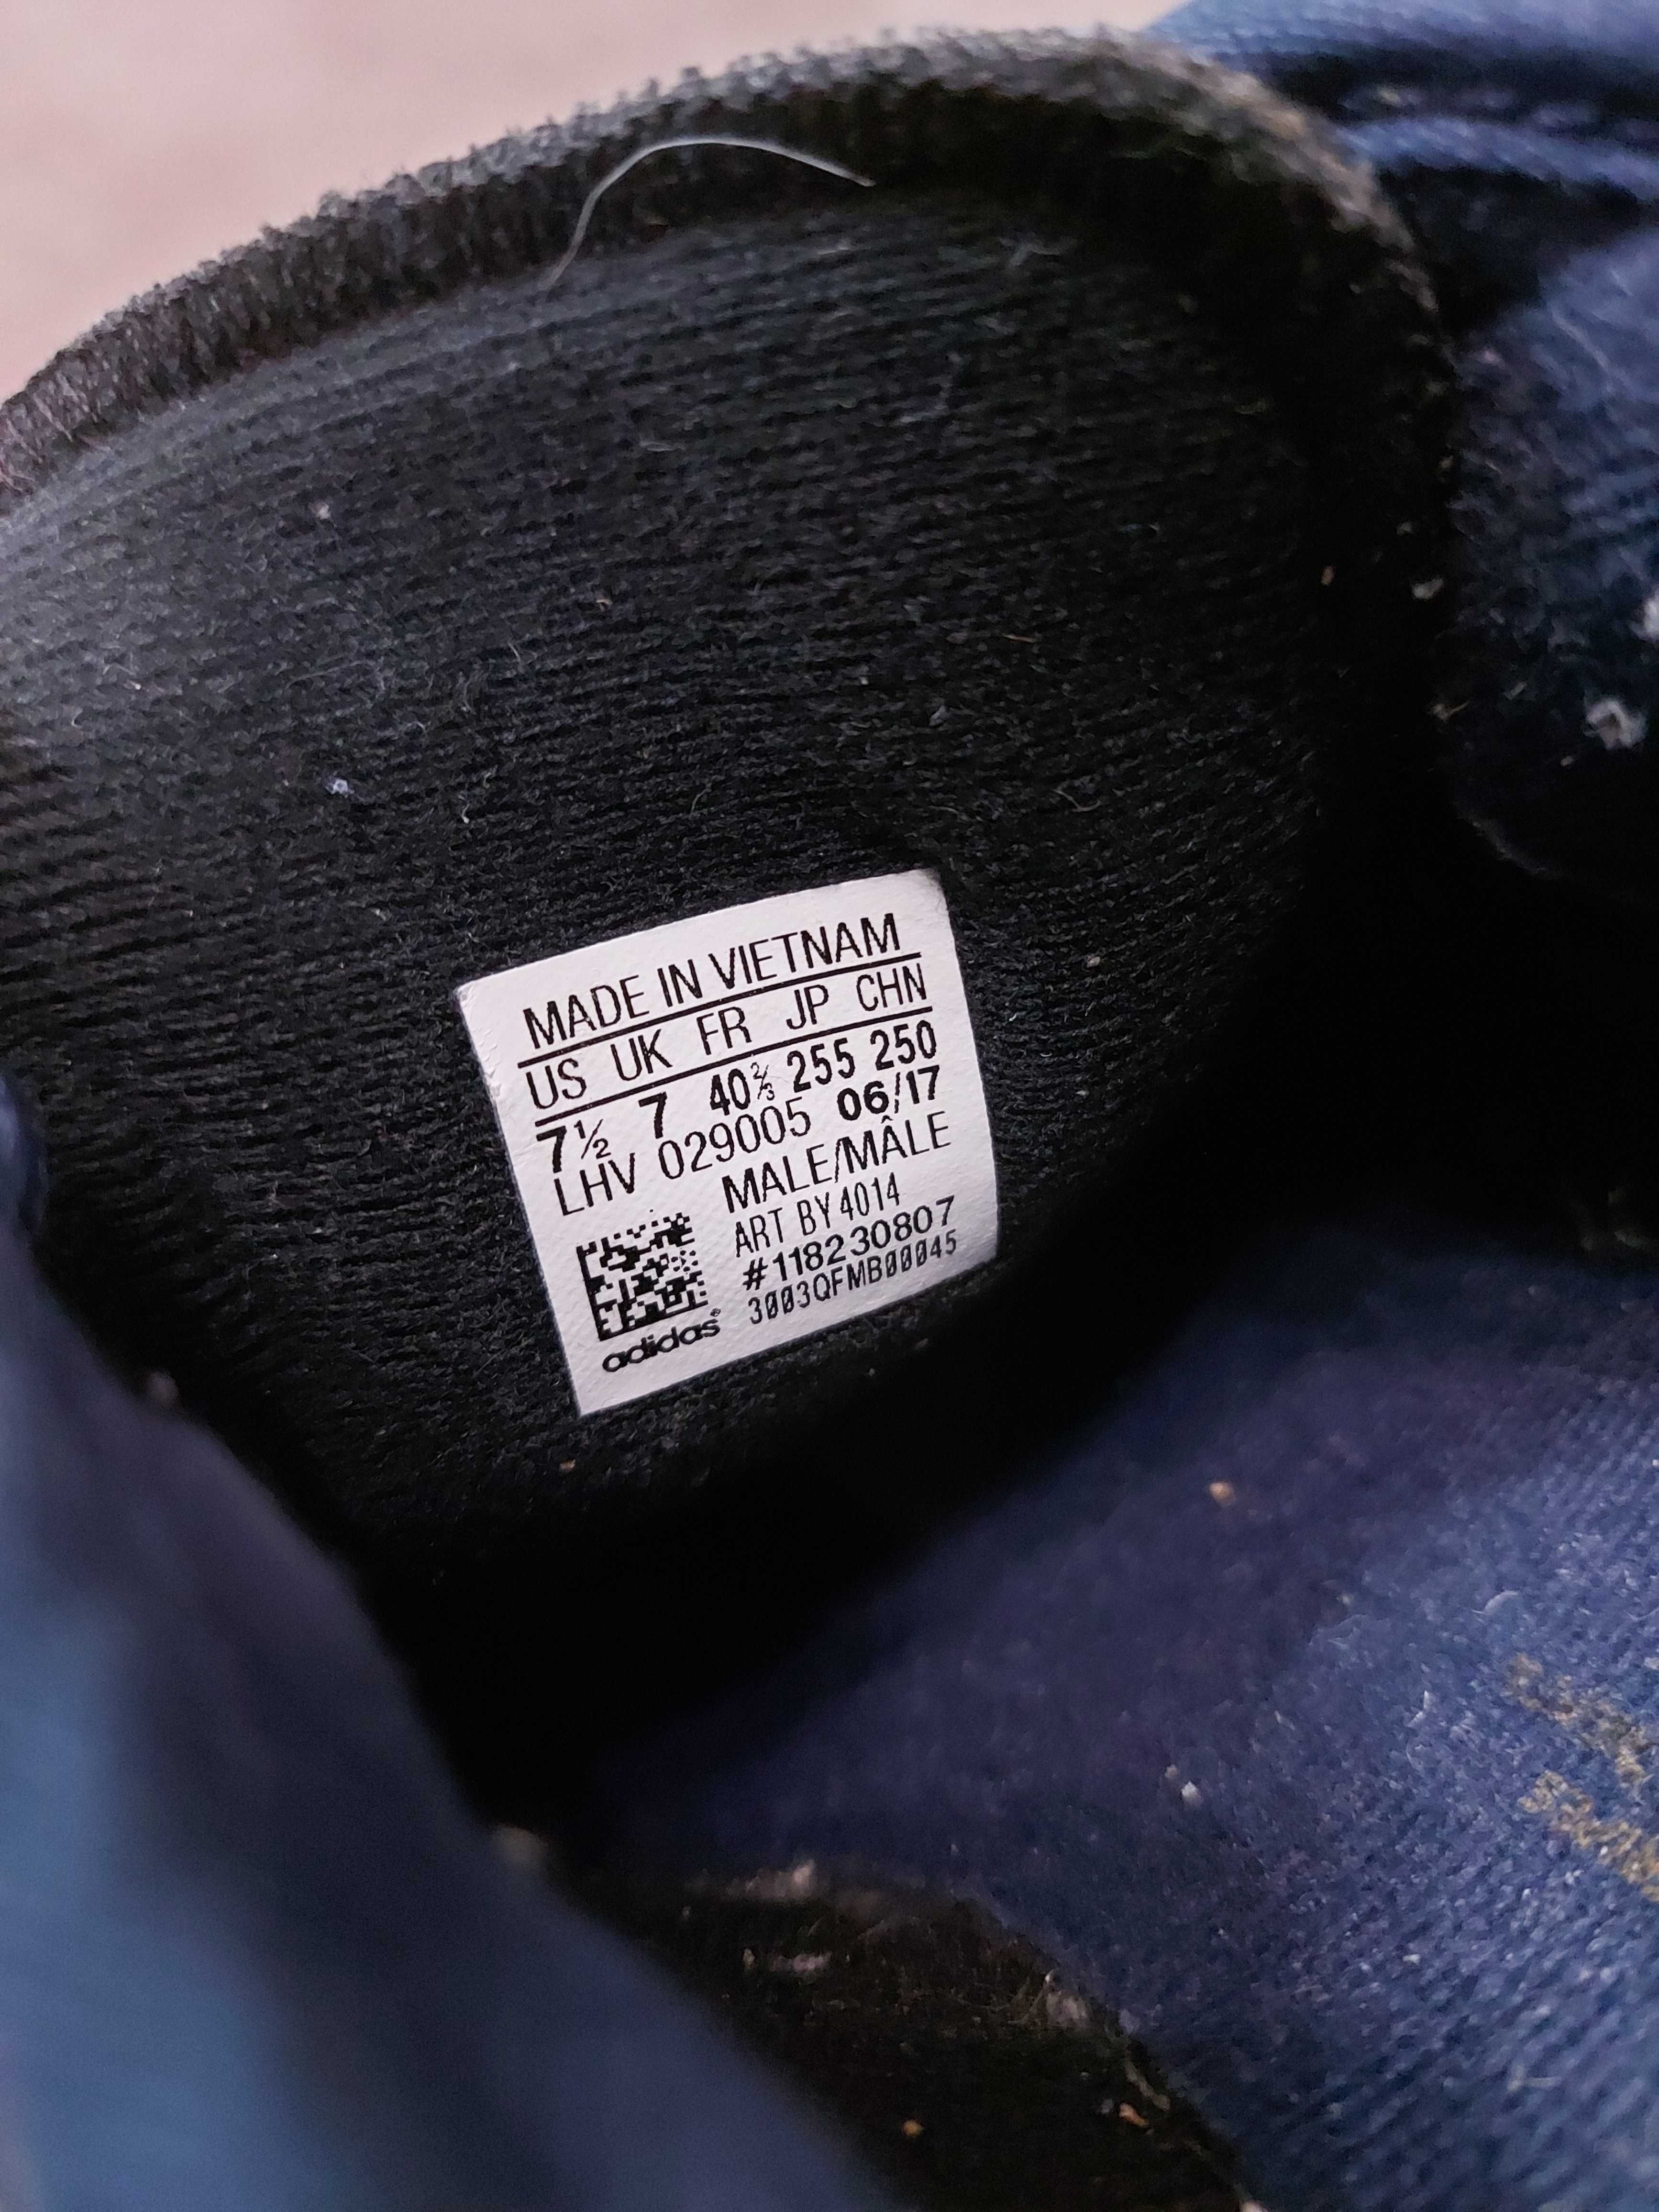 MADE IN VIETNAM
US UK FR JP CHN
7½ 7 40⅔ 255 250
LHV 029005 06/17
MALE/MÂLE
ART BY4014
#118230807
3003QFMB00045
adidas®